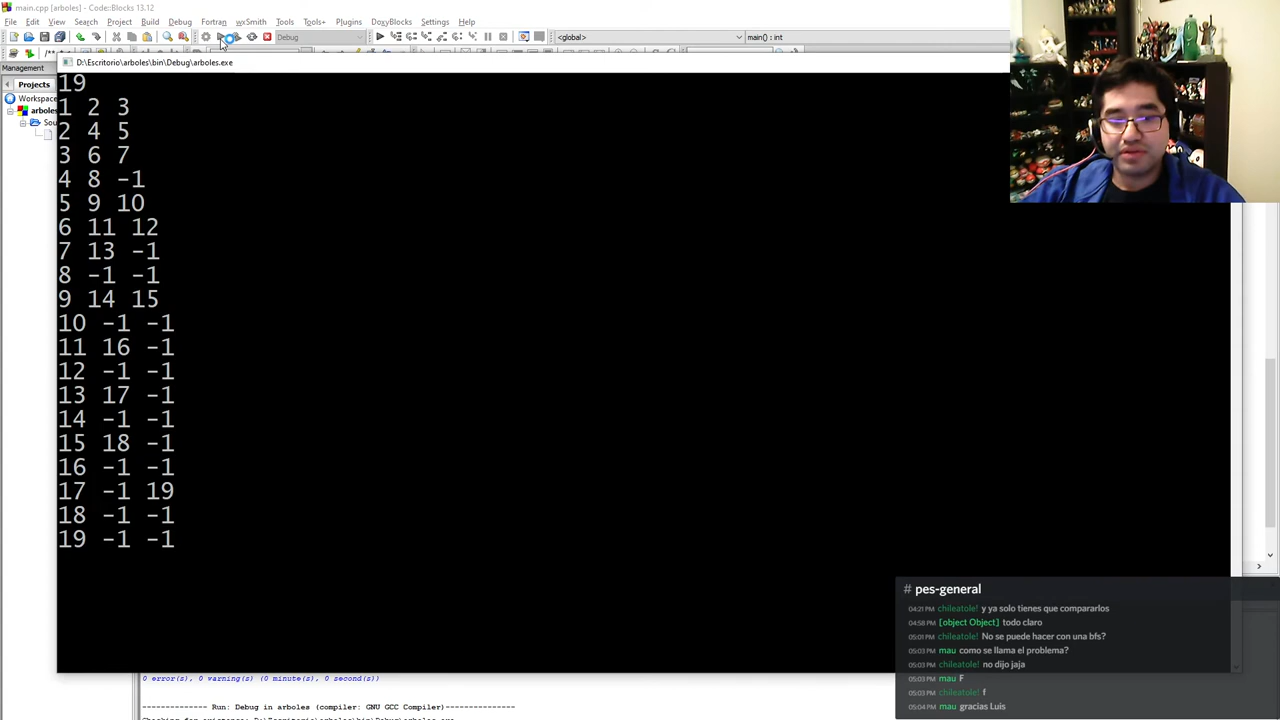 main.cpp [arboles] - Code::Blocks 13.12
File Edit View Search Project Build Debug Fortran wxSmith Tools Tools+ Plugins DoxyBlocks Settings Help
Debug <global> main() : int
Management
D:\Escritorio\arboles\bin\Debug\arboles.exe
Projects
Workspace
arboles
Sou
19
1 2 3
2 4 5
3 6 7
4 8 -1
5 9 10
6 11 12
7 13 -1
8 -1 -1
9 14 15
10 -1 -1
11 16 -1
12 -1 -1
13 17 -1
14 -1 -1
15 18 -1
16 -1 -1
17 -1 19
18 -1 -1
19 -1 -1
# pes-general
04:21 PM chileatole! y ya solo tienes que compararlos
04:58 PM [object Object] todo claro
05:01 PM chileatole! No se puede hacer con una bfs?
05:03 PM mau como se llama el problema?
05:03 PM chileatole! no dijo jaja
05:03 PM mau F
05:03 PM chileatole! f
05:04 PM mau gracias Luis
0 error(s), 0 warning(s) (0 minute(s), 0 second(s))
-------------- Run: Debug in arboles (compiler: GNU GCC Compiler)---------------